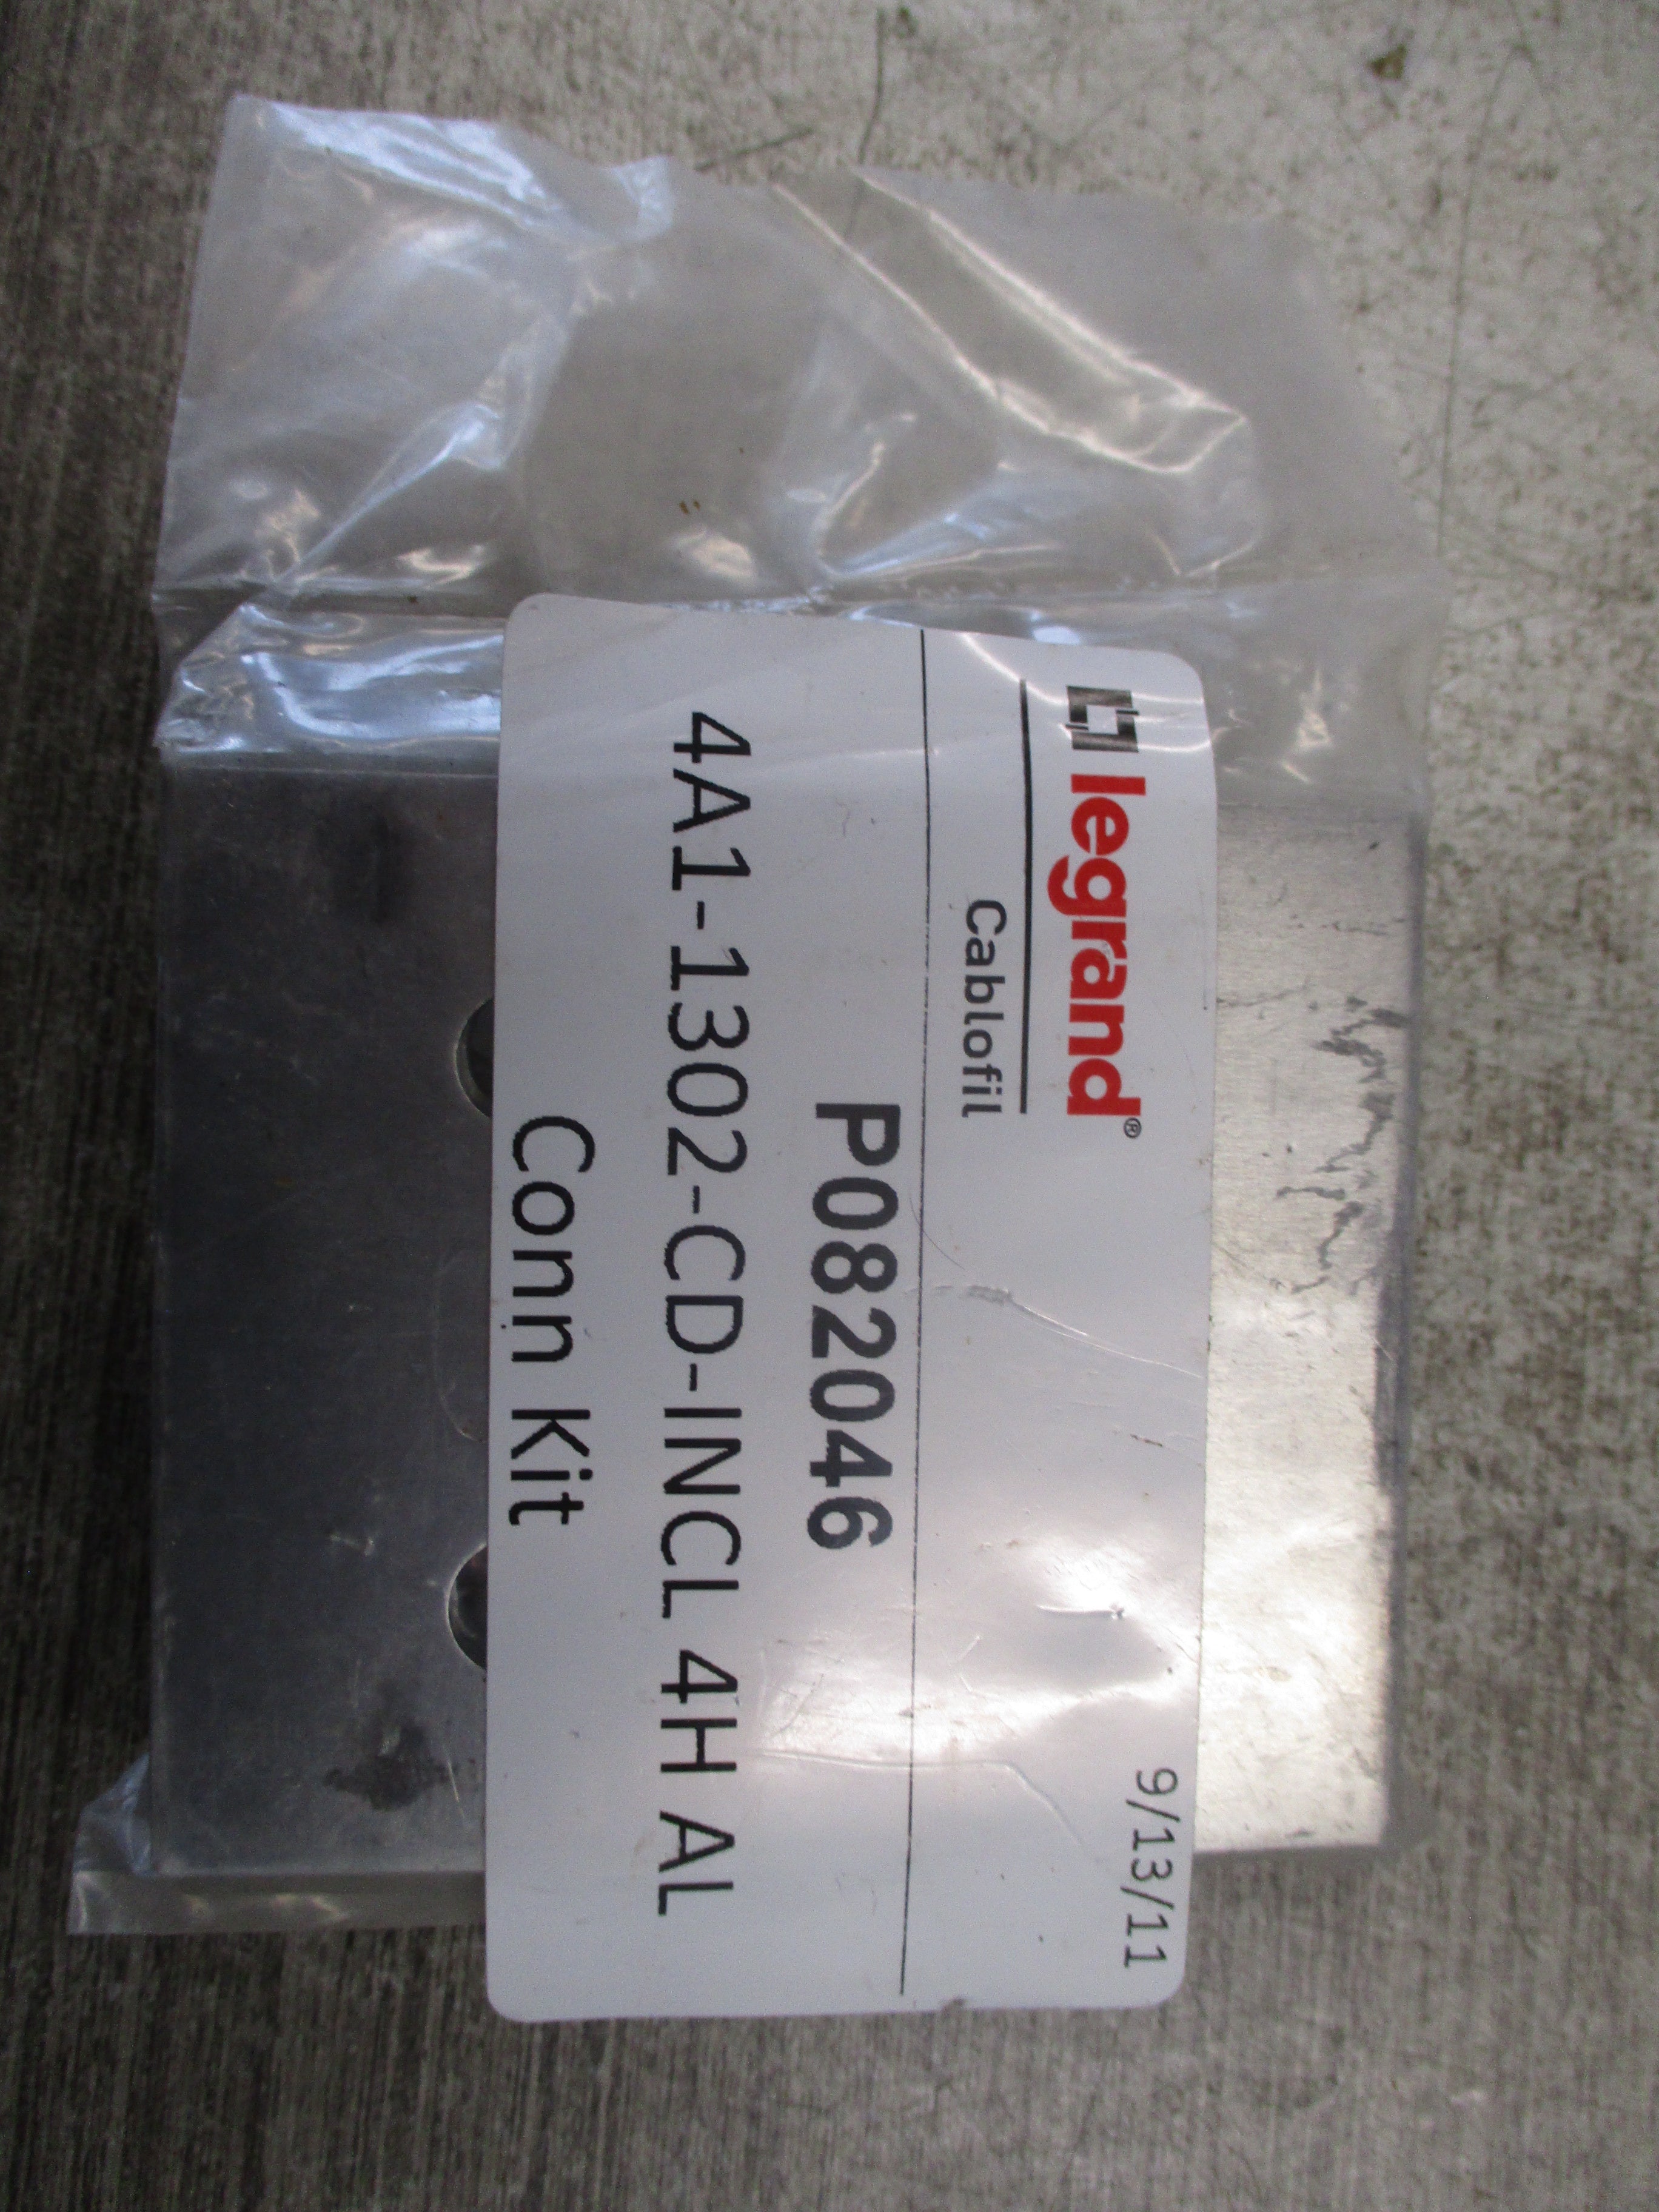 legrand®
Cablofil
9/13/11
P082046
4A1-1302-CD-INCL 4H AL
Conn Kit